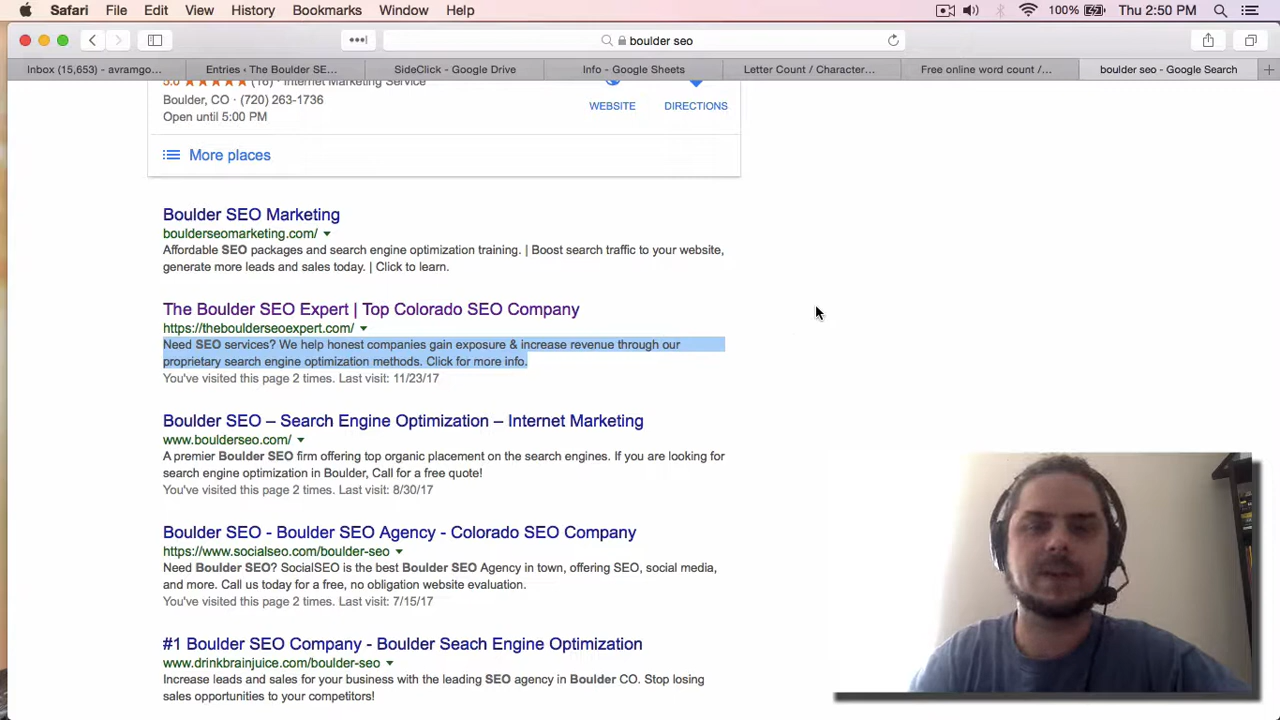 Safari File Edit View History Bookmarks Window Help 100% Thu 2:50 PM
boulder seo
Inbox (15,653) - avramgo... Entries ‹ The Boulder SE... SideClick - Google Drive Info - Google Sheets Letter Count / Character... Free online word count /... boulder seo - Google Search
5.0 (16) · Internet Marketing Service
Boulder, CO · (720) 263-1736
Open until 5:00 PM
WEBSITE DIRECTIONS
More places
Boulder SEO Marketing
boulderseomarketing.com/
Affordable SEO packages and search engine optimization training. | Boost search traffic to your website,
generate more leads and sales today. | Click to learn.
The Boulder SEO Expert | Top Colorado SEO Company
https://theboulderseoexpert.com/
Need SEO services? We help honest companies gain exposure & increase revenue through our
proprietary search engine optimization methods. Click for more info.
You've visited this page 2 times. Last visit: 11/23/17
Boulder SEO – Search Engine Optimization – Internet Marketing
www.boulderseo.com/
A premier Boulder SEO firm offering top organic placement on the search engines. If you are looking for
search engine optimization in Boulder, Call for a free quote!
You've visited this page 2 times. Last visit: 8/30/17
Boulder SEO - Boulder SEO Agency - Colorado SEO Company
https://www.socialseo.com/boulder-seo
Need Boulder SEO? SocialSEO is the best Boulder SEO Agency in town, offering SEO, social media,
and more. Call us today for a free, no obligation website evaluation.
You've visited this page 2 times. Last visit: 7/15/17
#1 Boulder SEO Company - Boulder Seach Engine Optimization
www.drinkbrainjuice.com/boulder-seo
Increase leads and sales for your business with the leading SEO agency in Boulder CO. Stop losing
sales opportunities to your competitors!